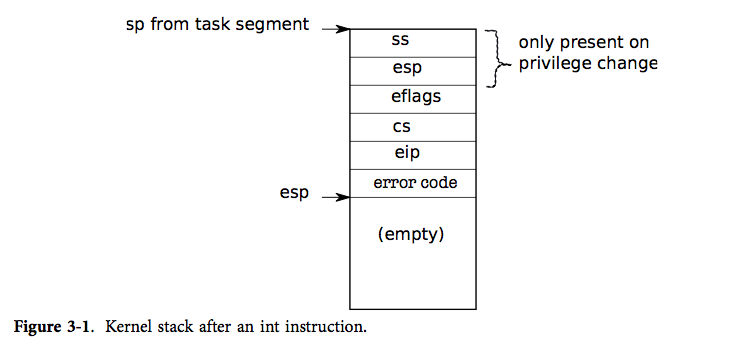 sp from task segment
ss
only present on
privilege change
esp
eflags
cs
eip
error code
esp
(empty)
Figure 3-1. Kernel stack after an int instruction.